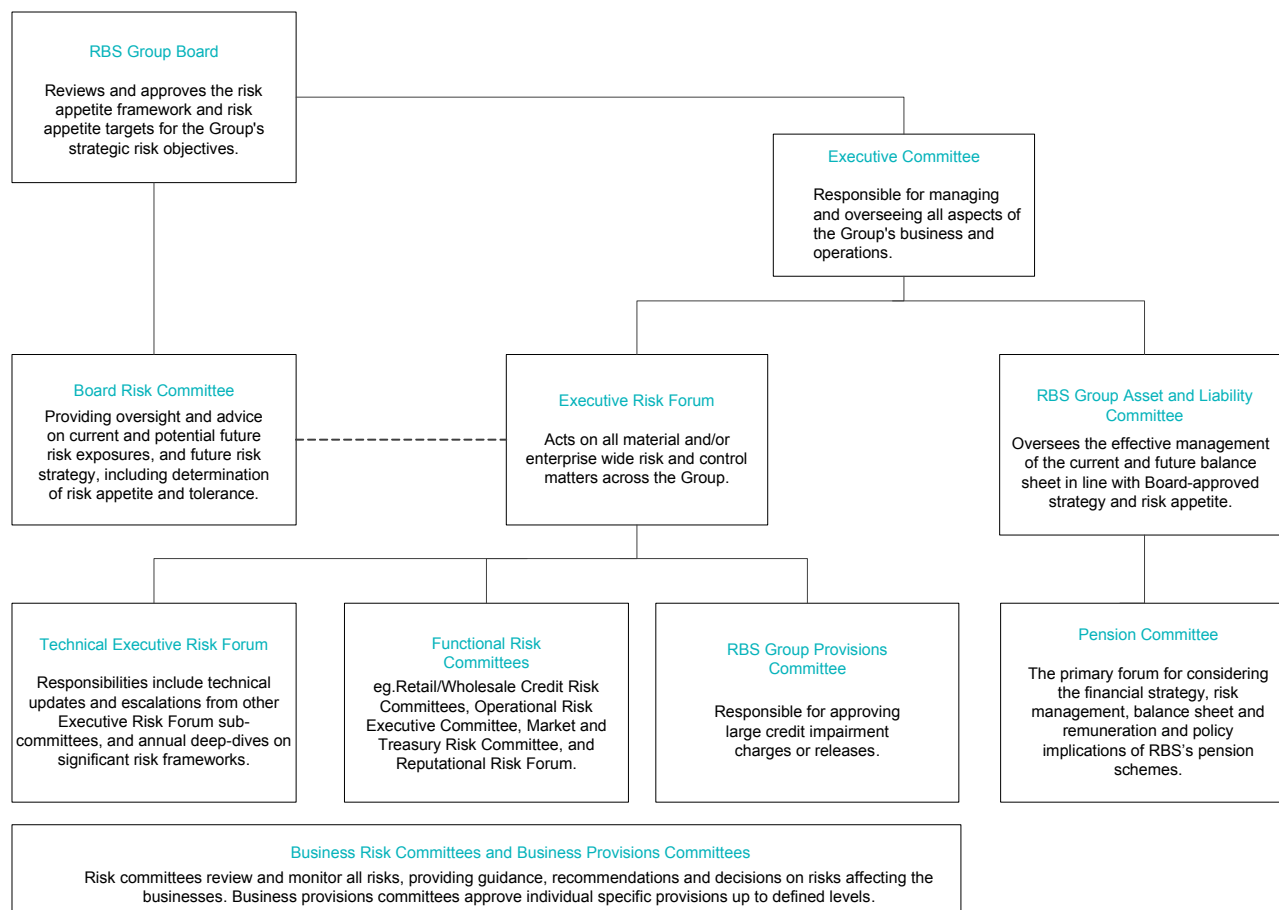 RBS Group Board
Reviews and approves the risk
appetite framework and risk
appetite targets for the Group's
strategic risk objectives.
Executive Committee
Responsible for managing
and overseeing all aspects of
the Group's business and
operations.
Board Risk Committee
Providing oversight and advice
on current and potential future
risk exposures, and future risk
strategy, including determination
of risk appetite and tolerance.
Executive Risk Forum
Acts on all material and/or
enterprise wide risk and control
matters across the Group.
RBS Group Asset and Liability
Committee
Oversees the effective management
of the current and future balance
sheet in line with Board-approved
strategy and risk appetite.
Technical Executive Risk Forum
Responsibilities include technical
updates and escalations from other
Executive Risk Forum sub-
committees, and annual deep-dives on
significant risk frameworks.
Functional Risk
Committees
eg.Retail/Wholesale Credit Risk
Committees, Operational Risk
Executive Committee, Market and
Treasury Risk Committee, and
Reputational Risk Forum.
RBS Group Provisions
Committee
Responsible for approving
large credit impairment
charges or releases.
Pension Committee
The primary forum for considering
the financial strategy, risk
management, balance sheet and
remuneration and policy
implications of RBS’s pension
schemes.
Business Risk Committees and Business Provisions Committees
Risk committees review and monitor all risks, providing guidance, recommendations and decisions on risks affecting the
businesses. Business provisions committees approve individual specific provisions up to defined levels.